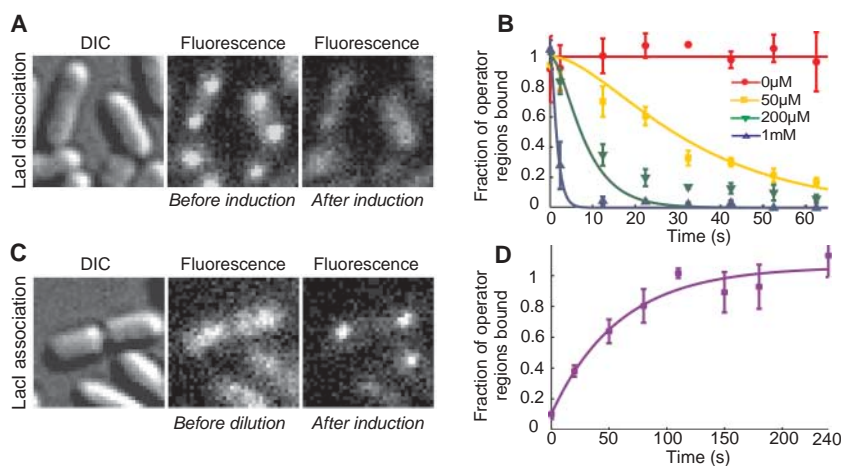 A
DIC
Fluorescence
Fluorescence
LacI dissociation
Before induction
After induction
B
Fraction of operator
regions bound
1
0.8
0.6
0.4
0.2
0
0
10
20
30
40
50
60
Time (s)
0µM
50µM
200µM
1mM
C
DIC
Fluorescence
Fluorescence
LacI association
Before dilution
After induction
D
Fraction of operator
regions bound
1
0.8
0.6
0.4
0.2
0
0
50
100
150
200
240
Time (s)